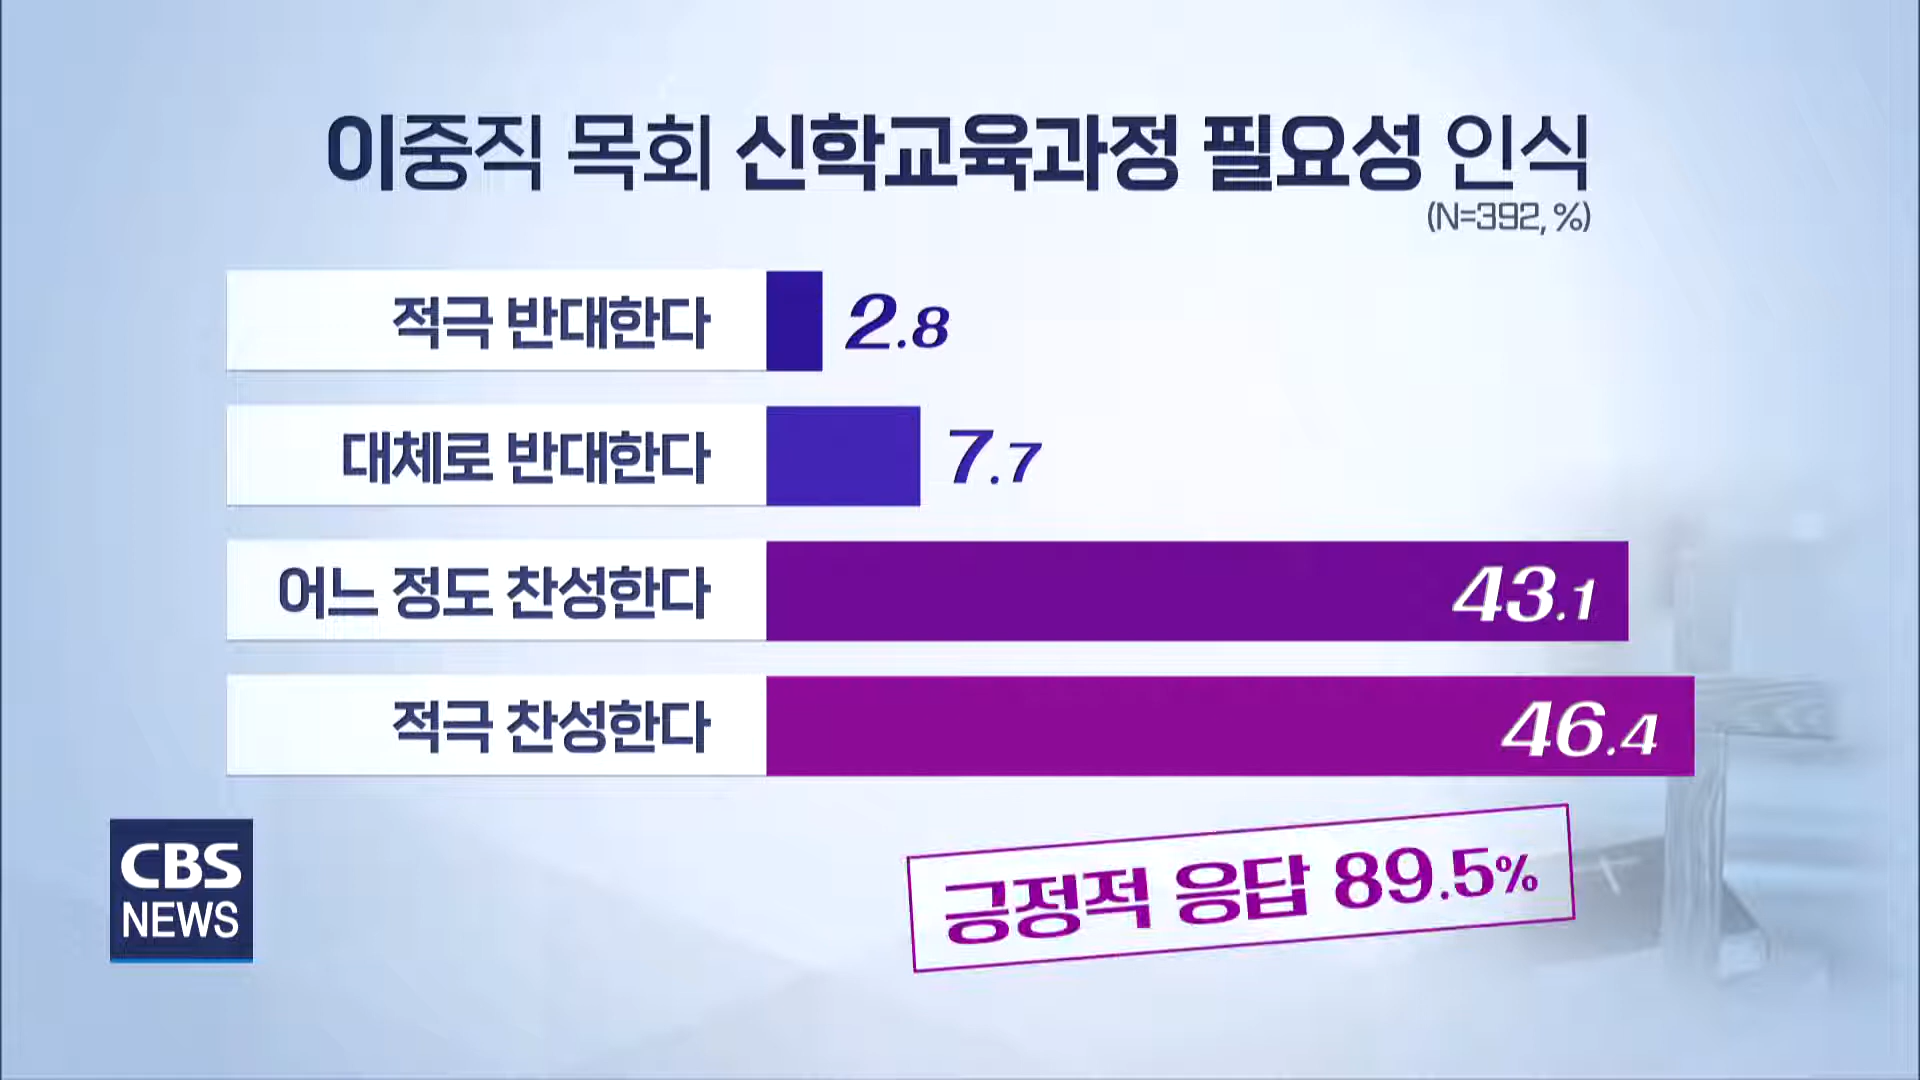 이중직 목회 신학교육과정 필요성 인식
(N=392, %)
적극 반대한다 2.8
대체로 반대한다 7.7
어느 정도 찬성한다 43.1
적극 찬성한다 46.4
긍정적 응답 89.5%
CBS
NEWS